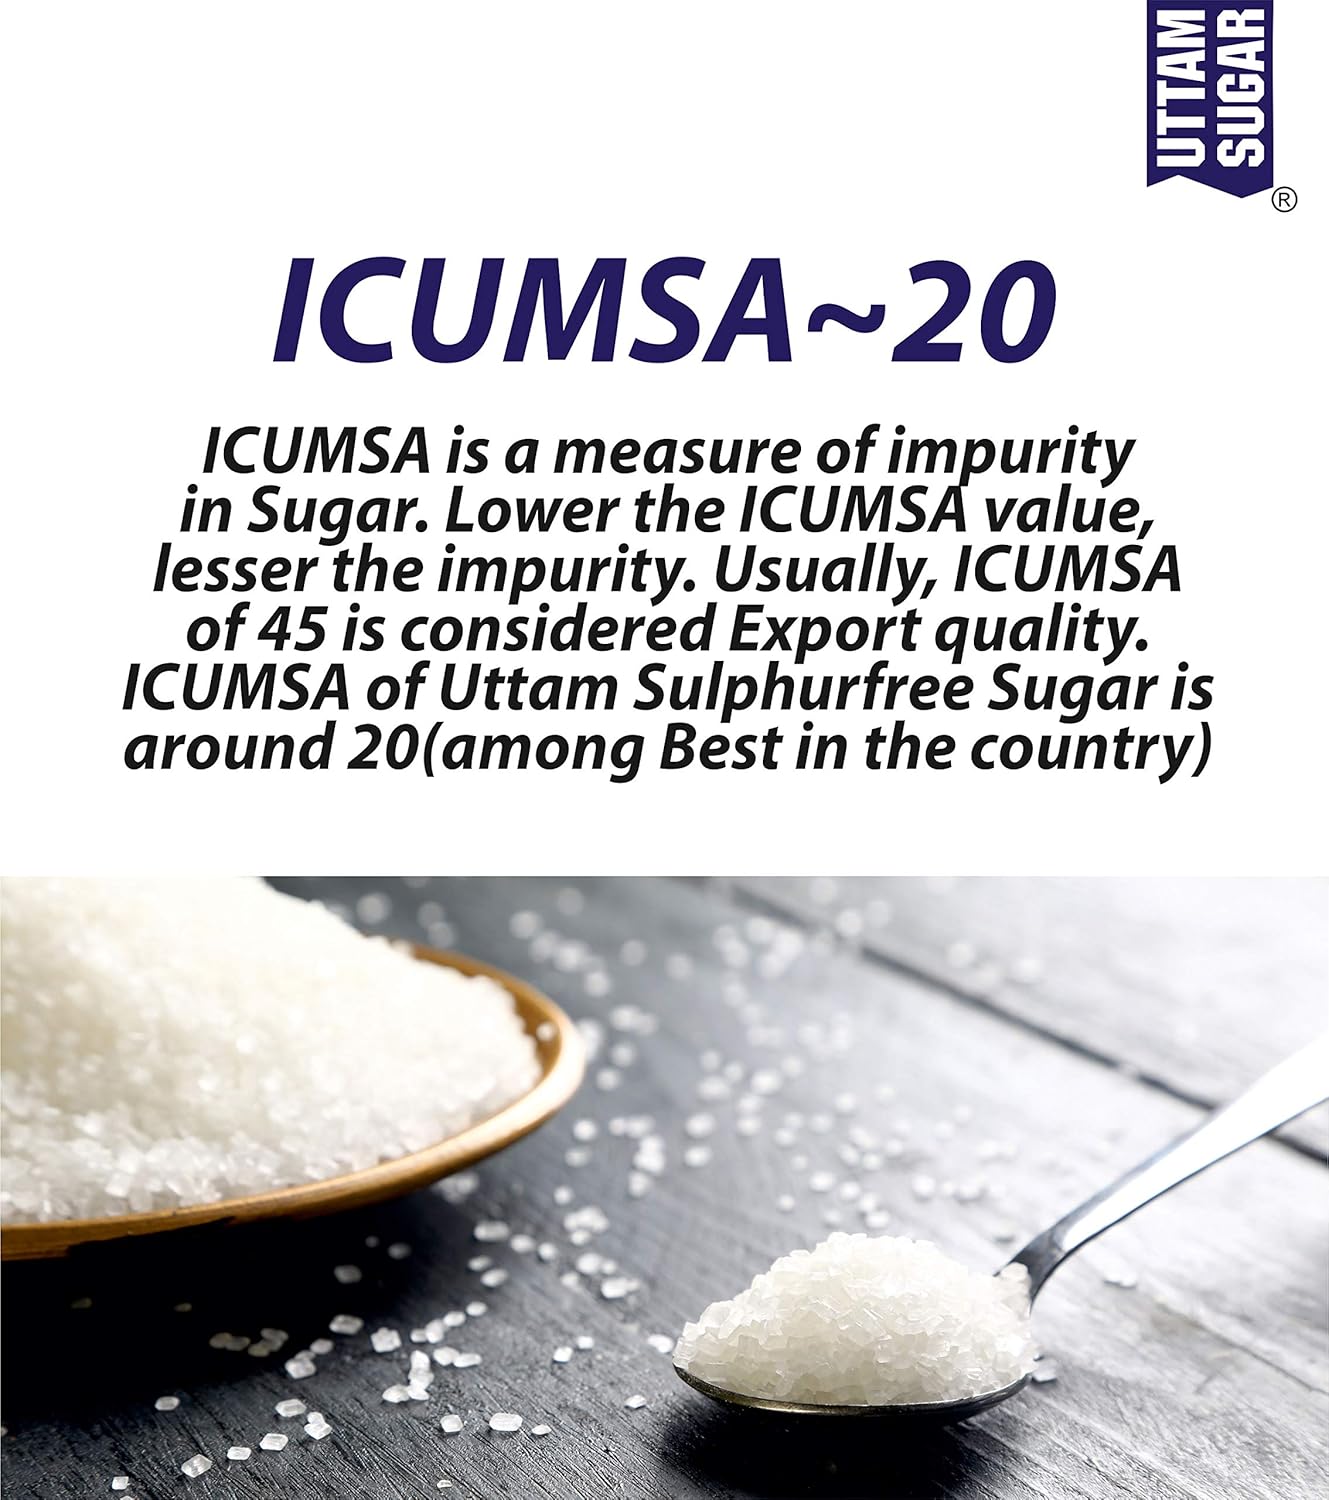 UTTAM
SUGAR
®
ICUMSA~20
ICUMSA is a measure of impurity
in Sugar. Lower the ICUMSA value,
lesser the impurity. Usually, ICUMSA
of 45 is considered Export quality.
ICUMSA of Uttam Sulphurfree Sugar is
around 20(among Best in the country)